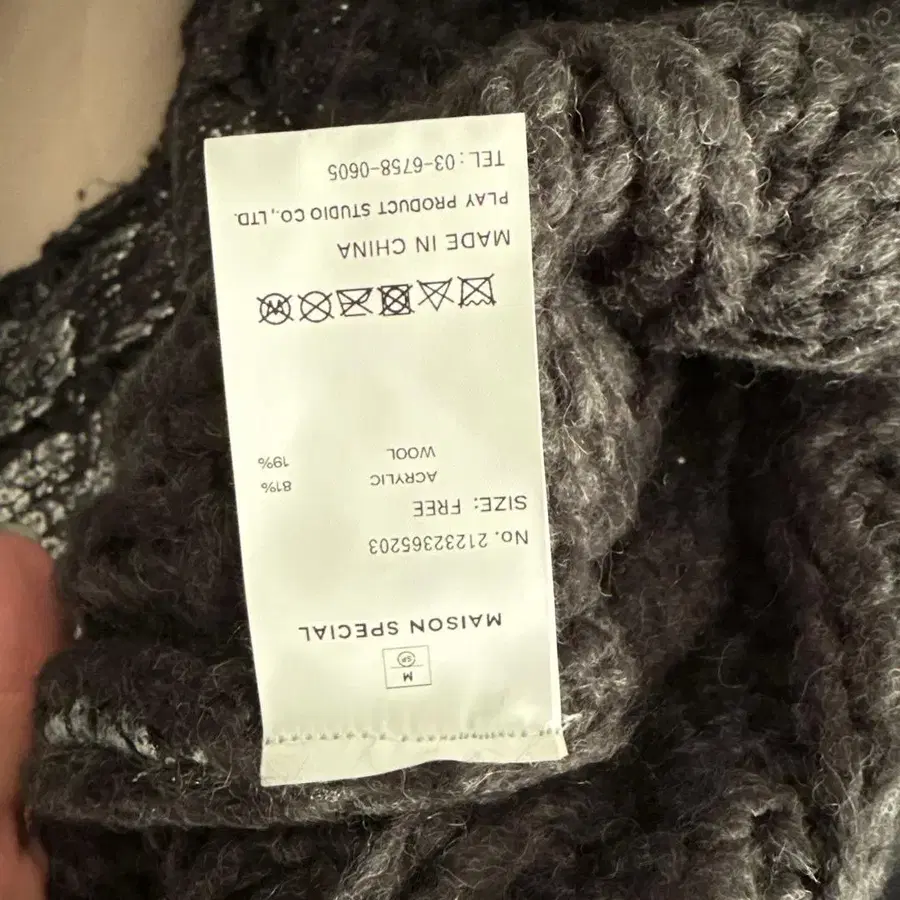 M
SP
MAISON SPECIAL
No. 21232365203
SIZE: FREE
ACRYLIC 81%
WOOL 19%
MADE IN CHINA
PLAY PRODUCT STUDIO CO., LTD.
TEL : 03-6758-0605